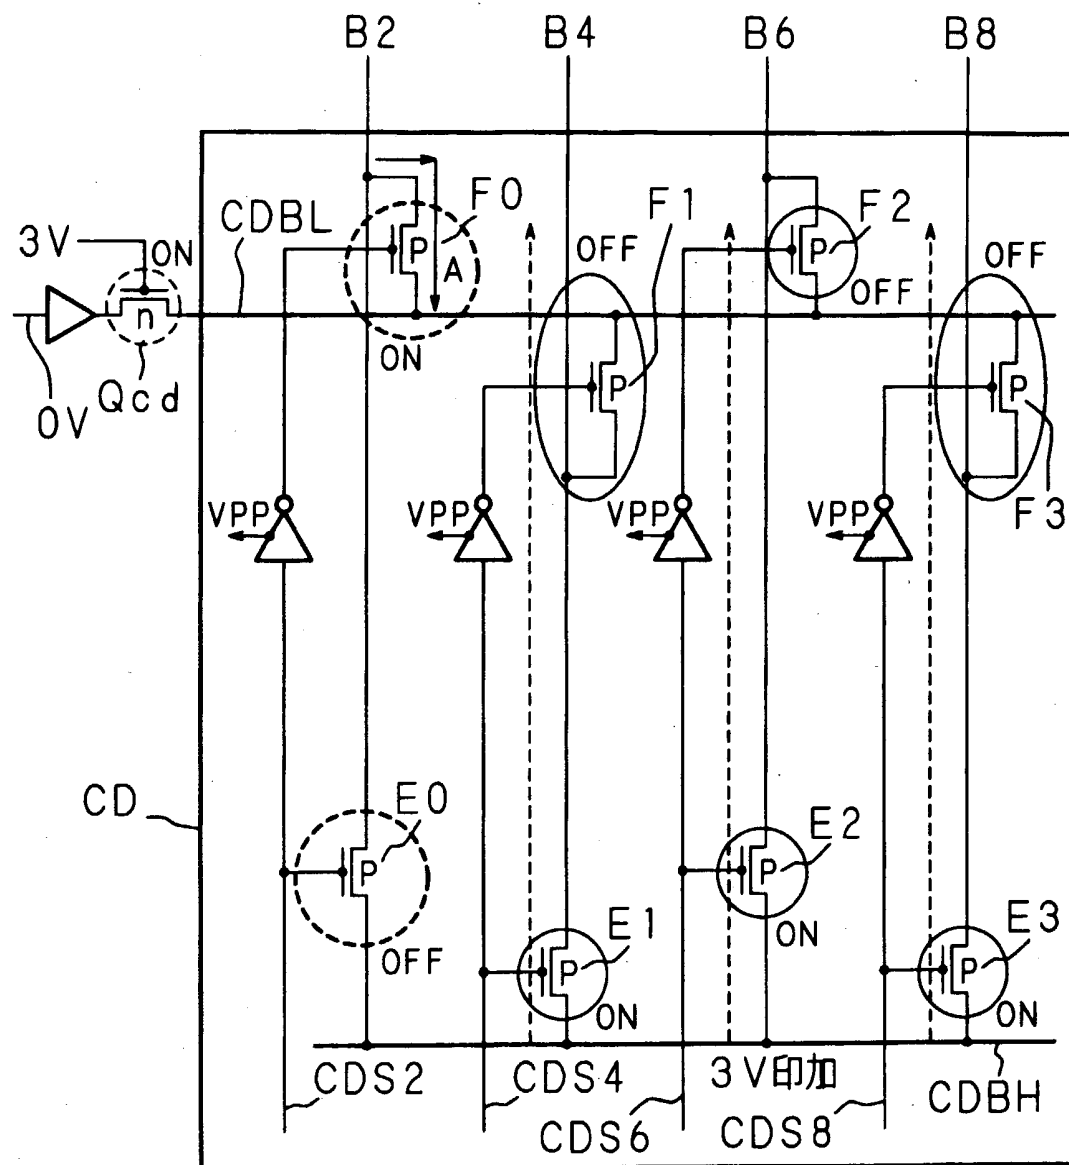 B2 B4 B6 B8
F0
CDBL
3V
ON
P
A
F1
F2
P
OFF
OFF
OFF
n
ON
Qcd
0V
P
P
F3
VPP
VPP
VPP
VPP
CD
E0
P
OFF
E2
P
ON
E1
P
ON
E3
P
ON
CDS2
CDS4
CDS6
3V印加
CDS8
CDBH